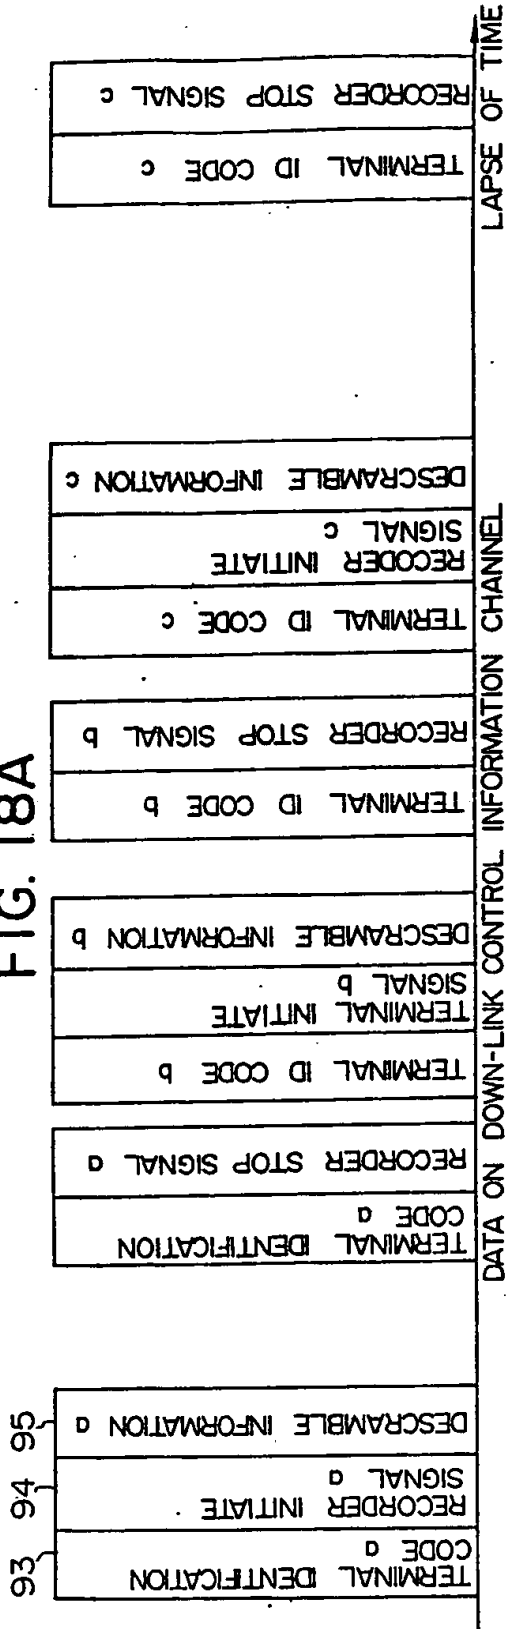 FIG. 18A
93
94
95
TERMINAL IDENTIFICATION
CODE a
RECORDER INITIATE
SIGNAL a
DESCRAMBLE INFORMATION a
TERMINAL IDENTIFICATION
CODE a
RECORDER STOP SIGNAL a
TERMINAL ID CODE b
TERMINAL INITIATE
SIGNAL b
DESCRAMBLE INFORMATION b
TERMINAL ID CODE b
RECORDER STOP SIGNAL b
TERMINAL ID CODE c
RECODER INITIATE
SIGNAL c
DESCRAMBLE INFORMATION c
TERMINAL ID CODE c
RECORDER STOP SIGNAL c
DATA ON DOWN-LINK CONTROL INFORMATION CHANNEL
LAPSE OF TIME